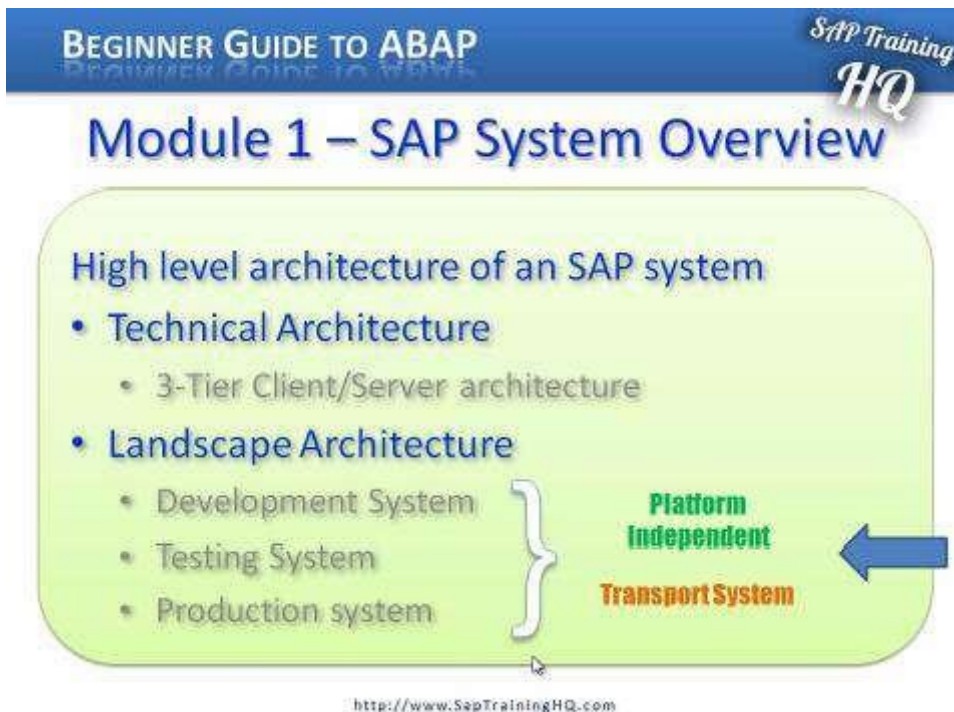 BEGINNER GUIDE TO ABAP
SAP Training
HQ
Module 1 – SAP System Overview
High level architecture of an SAP system
• Technical Architecture
• 3-Tier Client/Server architecture
• Landscape Architecture
• Development System
• Testing System
• Production system
Platform
Independent
Transport System
http://www.SapTrainingHQ.com